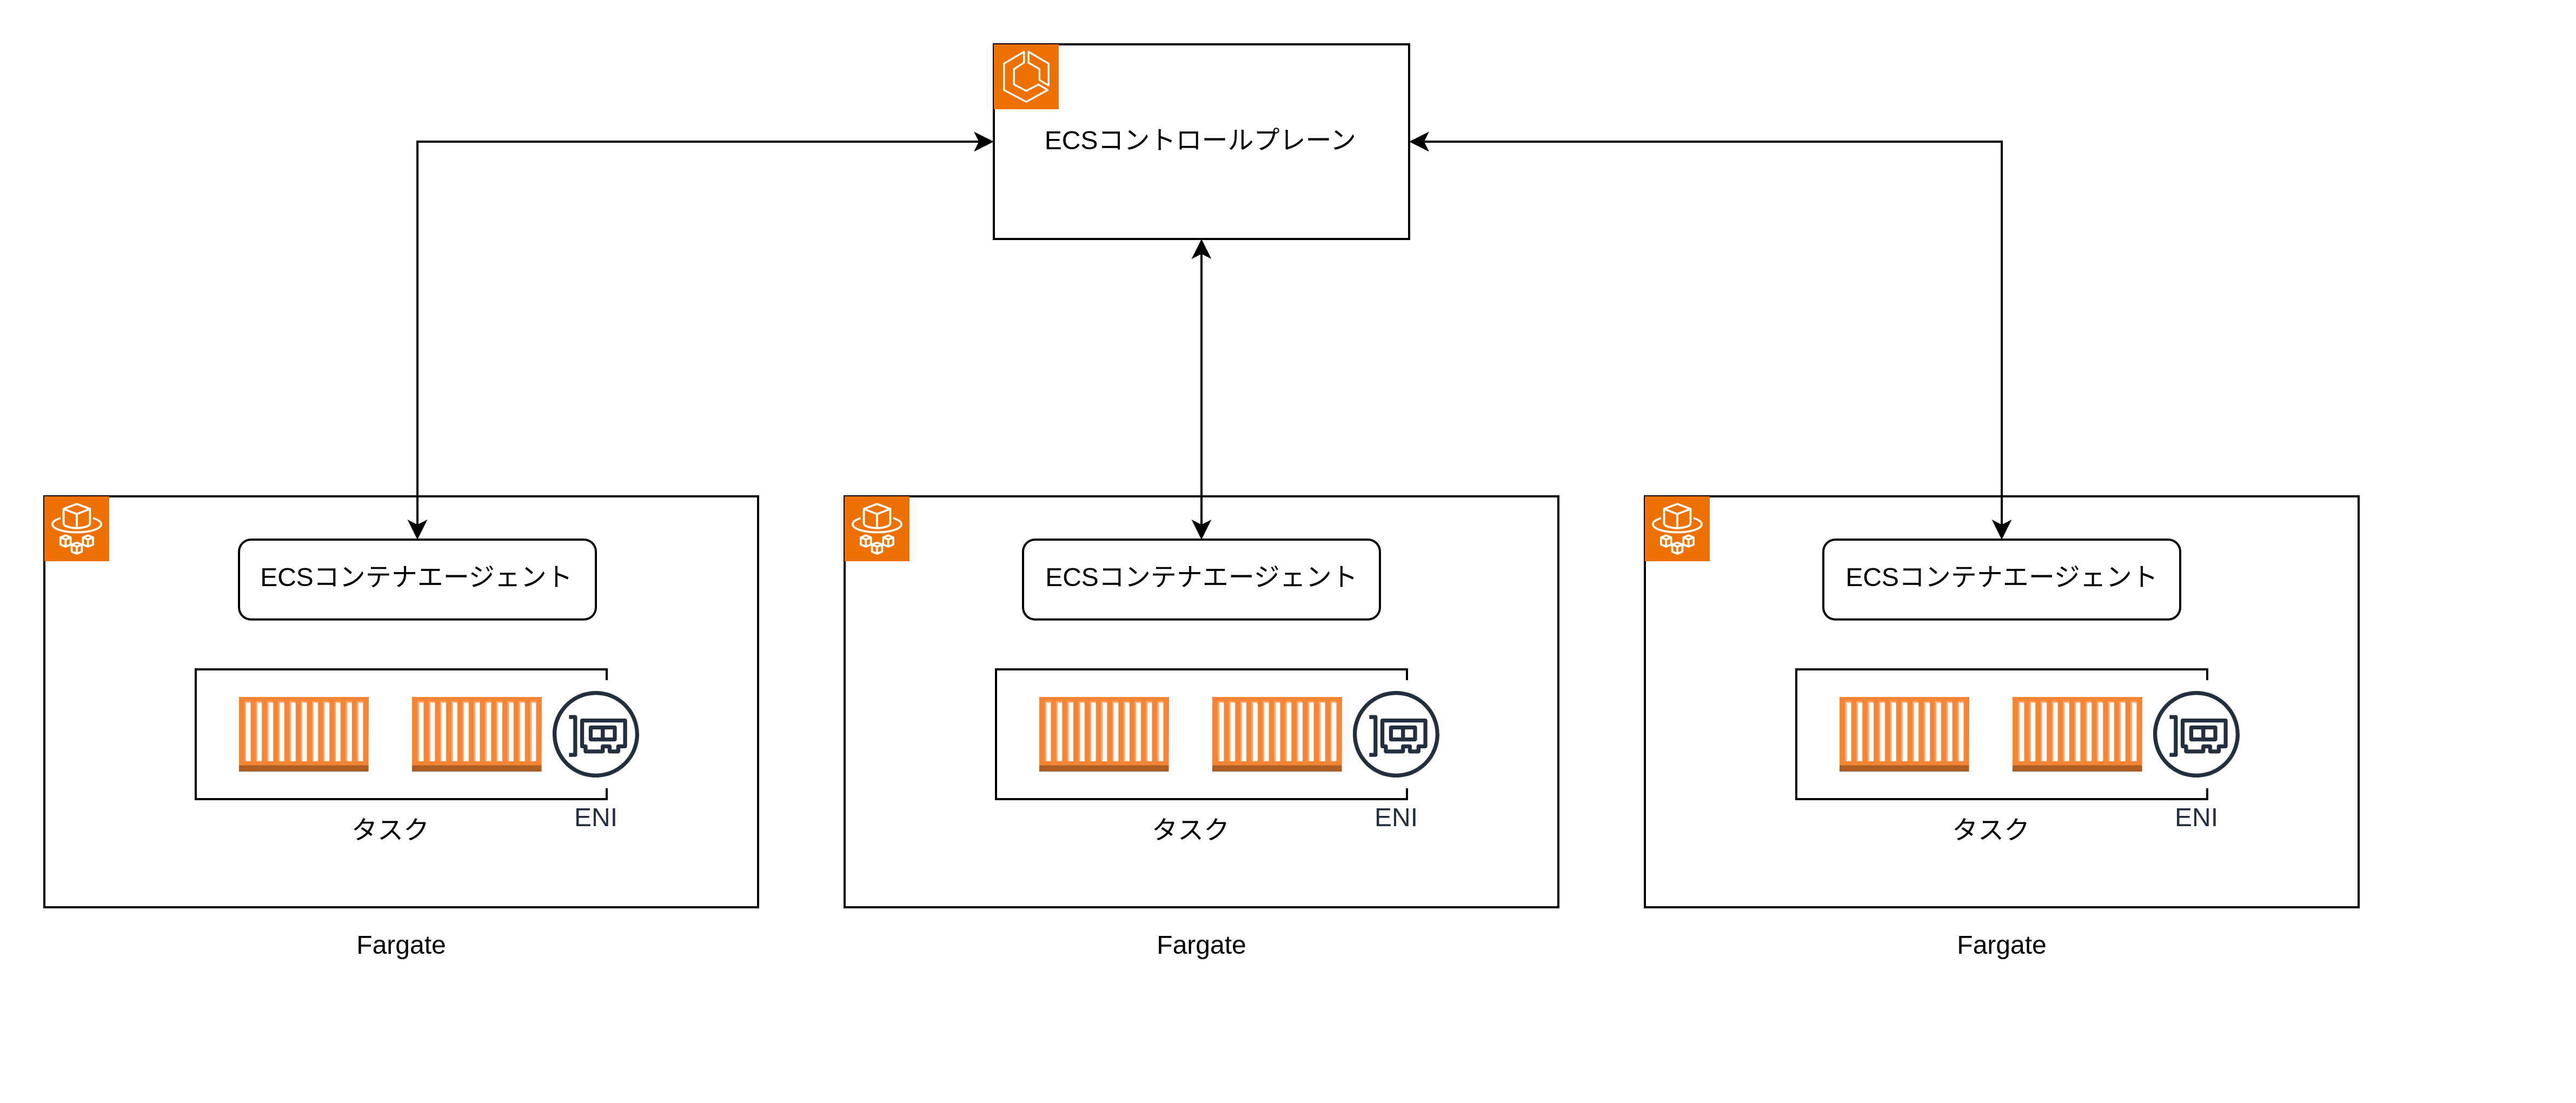 ECSコントロールプレーン
ECSコンテナエージェント
ECSコンテナエージェント
ECSコンテナエージェント
タスク
ENI
タスク
ENI
タスク
ENI
Fargate
Fargate
Fargate